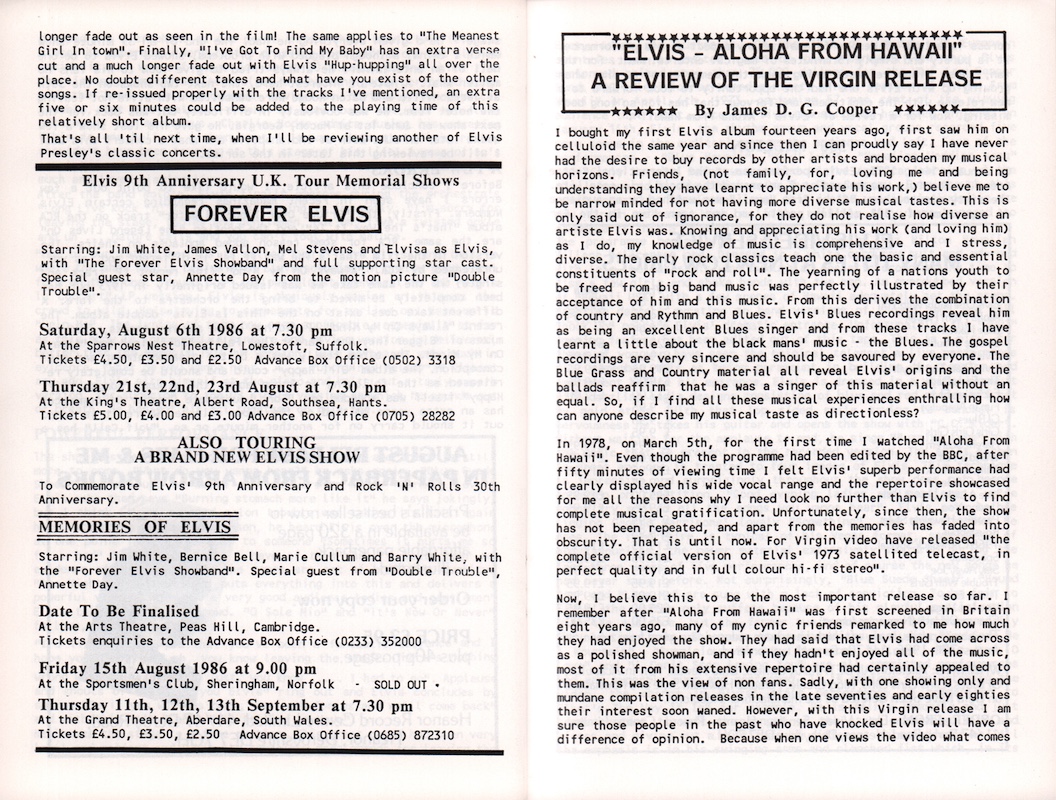 longer fade out as seen in the film! The same applies to "The Meanest
Girl In town". Finally, "I've Got To Find My Baby" has an extra verse
cut and a much longer fade out with Elvis "Hup-hupping" all over the
place. No doubt different takes and what have you exist of the other
songs. If re-issued properly with the tracks I've mentioned, an extra
five or six minutes could be added to the playing time of this
relatively short album.
That's all 'til next time, when I'll be reviewing another of Elvis
Presley's classic concerts.
Elvis 9th Anniversary U.K. Tour Memorial Shows
FOREVER ELVIS
Starring: Jim White, James Vallon, Mel Stevens and Elvisa as Elvis,
with "The Forever Elvis Showband" and full supporting star cast.
Special guest star, Annette Day from the motion picture "Double
Trouble".
Saturday, August 6th 1986 at 7.30 pm
At the Sparrows Nest Theatre, Lowestoft, Suffolk.
Tickets £4.50, £3.50 and £2.50 Advance Box Office (0502) 3318
Thursday 21st, 22nd, 23rd August at 7.30 pm
At the King's Theatre, Albert Road, Southsea, Hants.
Tickets £5.00, £4.00 and £3.00 Advance Box Office (0705) 28282
ALSO TOURING
A BRAND NEW ELVIS SHOW
To Commemorate Elvis' 9th Anniversary and Rock 'N' Rolls 30th
Anniversary.
MEMORIES OF ELVIS
Starring: Jim White, Bernice Bell, Marie Cullum and Barry White, with
the "Forever Elvis Showband". Special guest from "Double Trouble",
Annette Day.
Date To Be Finalised
At the Arts Theatre, Peas Hill, Cambridge.
Tickets enquiries to the Advance Box Office (0233) 352000
Friday 15th August 1986 at 9.00 pm
At the Sportsmen's Club, Sheringham, Norfolk - SOLD OUT •
Thursday 11th, 12th, 13th September at 7.30 pm
At the Grand Theatre, Aberdare, South Wales.
Tickets £4.50, £3.50, £2.50 Advance Box Office (0685) 872310
"ELVIS - ALOHA FROM HAWAII"
A REVIEW OF THE VIRGIN RELEASE
★★★★★★ By James D. G. Cooper ★★★★★★
I bought my first Elvis album fourteen years ago, first saw him on
celluloid the same year and since then I can proudly say I have never
had the desire to buy records by other artists and broaden my musical
horizons. Friends, (not family, for, loving me and being
understanding they have learnt to appreciate his work,) believe me to
be narrow minded for not having more diverse musical tastes. This is
only said out of ignorance, for they do not realise how diverse an
artiste Elvis was. Knowing and appreciating his work (and loving him)
as I do, my knowledge of music is comprehensive and I stress,
diverse. The early rock classics teach one the basic and essential
constituents of "rock and roll". The yearning of a nations youth to
be freed from big band music was perfectly illustrated by their
acceptance of him and this music. From this derives the combination
of country and Rythmn and Blues. Elvis' Blues recordings reveal him
as being an excellent Blues singer and from these tracks I have
learnt a little about the black mans' music - the Blues. The gospel
recordings are very sincere and should be savoured by everyone. The
Blue Grass and Country material all reveal Elvis' origins and the
ballads reaffirm that he was a singer of this material without an
equal. So, if I find all these musical experiences enthralling how
can anyone describe my musical taste as directionless?
In 1978, on March 5th, for the first time I watched "Aloha From
Hawaii". Even though the programme had been edited by the BBC, after
fifty minutes of viewing time I felt Elvis' superb performance had
clearly displayed his wide vocal range and the repertoire showcased
for me all the reasons why I need look no further than Elvis to find
complete musical gratification. Unfortunately, since then, the show
has not been repeated, and apart from the memories has faded into
obscurity. That is until now. For Virgin video have released "the
complete official version of Elvis' 1973 satellited telecast, in
perfect quality and in full colour hi-fi stereo".
Now, I believe this to be the most important release so far. I
remember after "Aloha From Hawaii" was first screened in Britain
eight years ago, many of my cynic friends remarked to me how much
they had enjoyed the show. They had said that Elvis had come across
as a polished showman, and if they hadn't enjoyed all of the music,
most of it from his extensive repertoire had certainly appealed to
them. This was the view of non fans. Sadly, with one showing only and
mundane compilation releases in the late seventies and early eighties
their interest soon waned. However, with this Virgin release I am
sure those people in the past who have knocked Elvis will have a
difference of opinion. Because when one views the video what comes